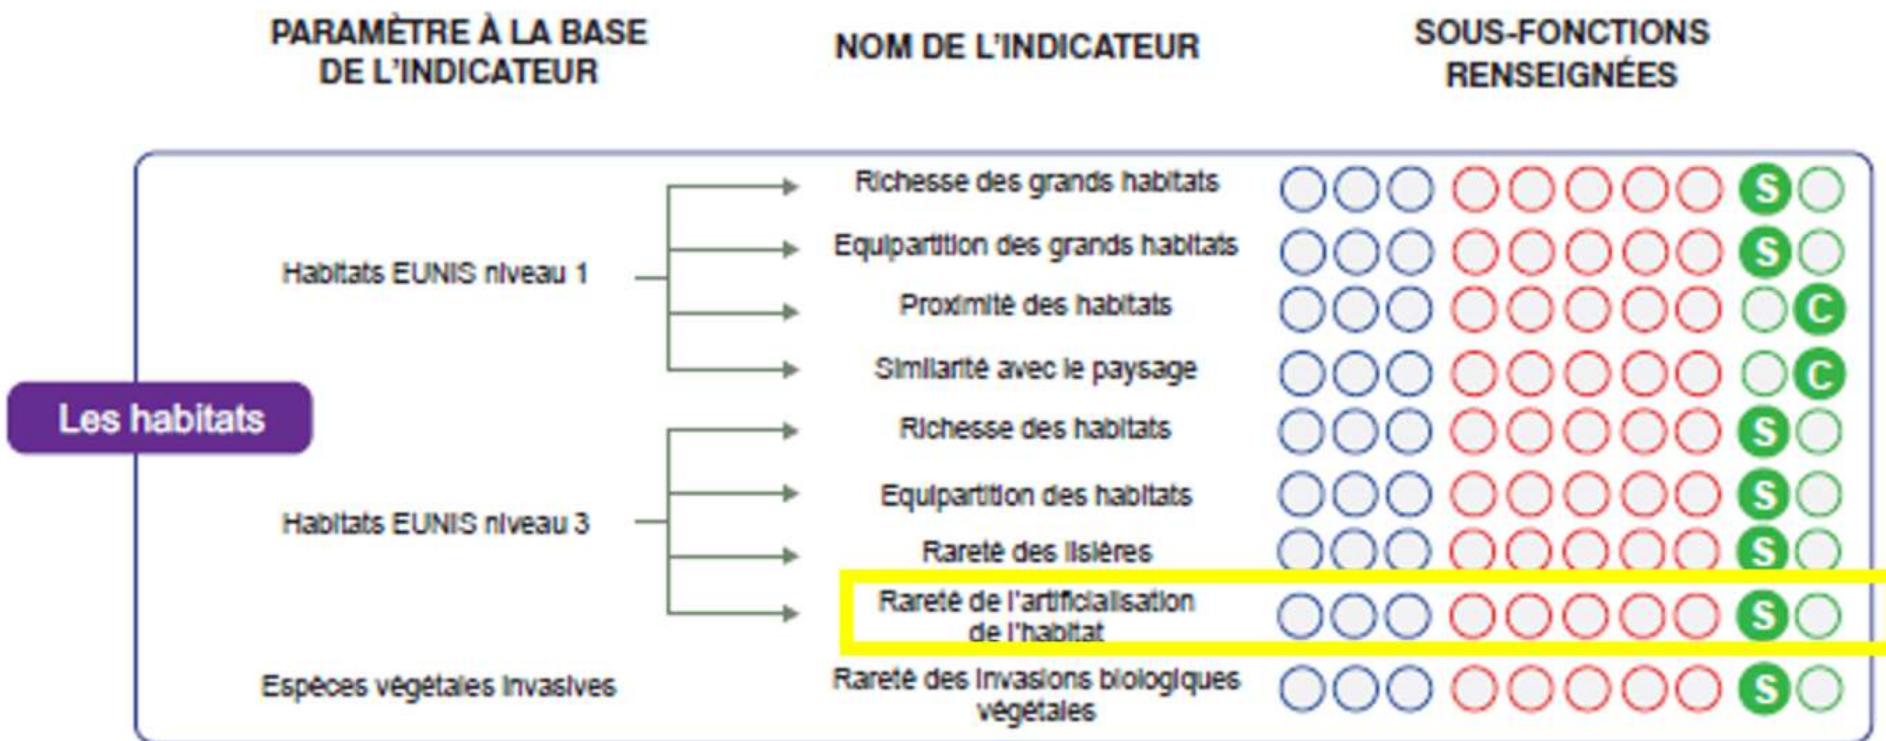 PARAMÈTRE À LA BASE
DE L'INDICATEUR
NOM DE L'INDICATEUR
SOUS-FONCTIONS
RENSEIGNÉES
Les habitats
Habitats EUNIS niveau 1
Richesse des grands habitats
S
Equipartition des grands habitats
S
Proximité des habitats
C
Similarité avec le paysage
C
Habitats EUNIS niveau 3
Richesse des habitats
S
Equipartition des habitats
S
Rareté des lisières
S
Rareté de l'artificialisation
de l'habitat
S
Espèces végétales invasives
Rareté des invasions biologiques
végétales
S